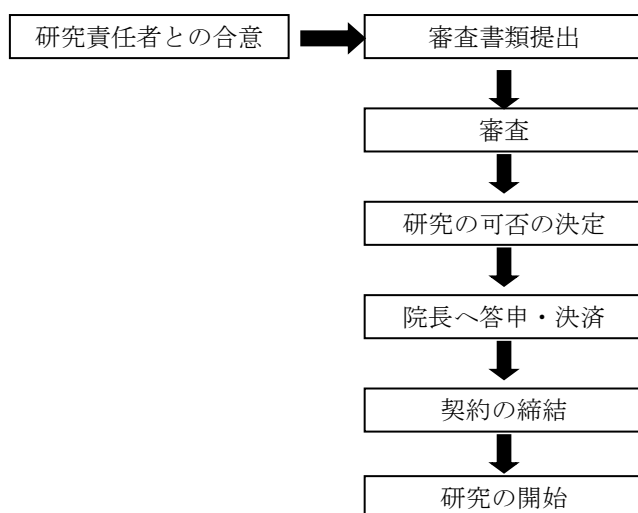 研究責任者との合意
審査書類提出
審査
研究の可否の決定
院長へ答申・決済
契約の締結
研究の開始